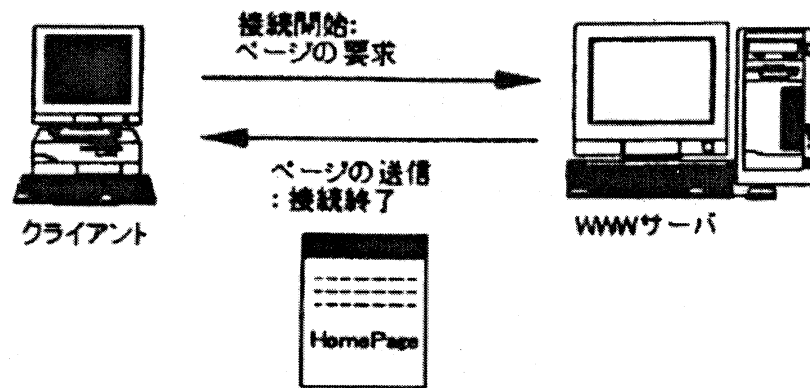 接続開始:
ページの要求
ページの送信
:接続終了
クライアント
WWWサーバ
HomePage